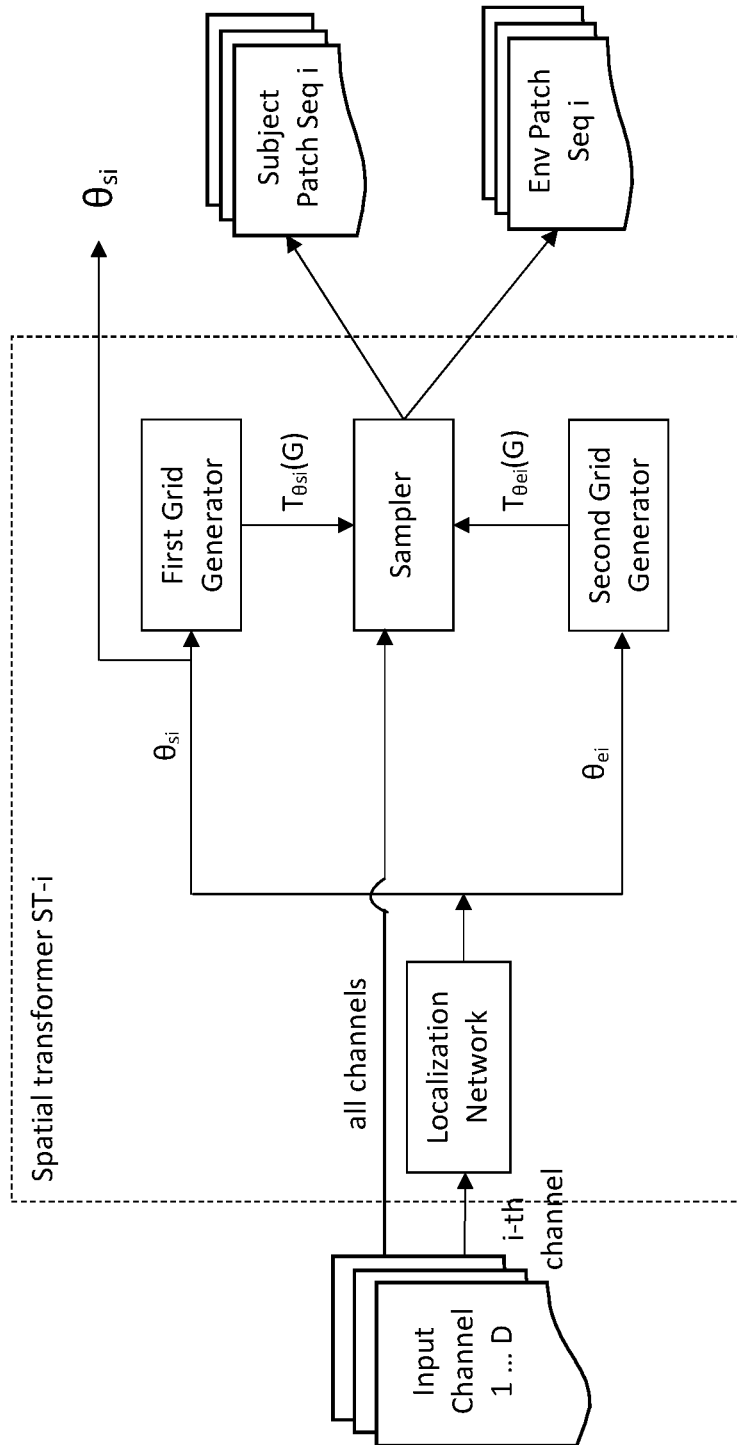 Spatial transformer ST-i
Input
Channel
1 ... D
all channels
i-th
channel
Localization
Network
θsi
θei
First Grid
Generator
Tθsi(G)
Sampler
Tθei(G)
Second Grid
Generator
θsi
Subject
Patch Seq i
Env Patch
Seq i